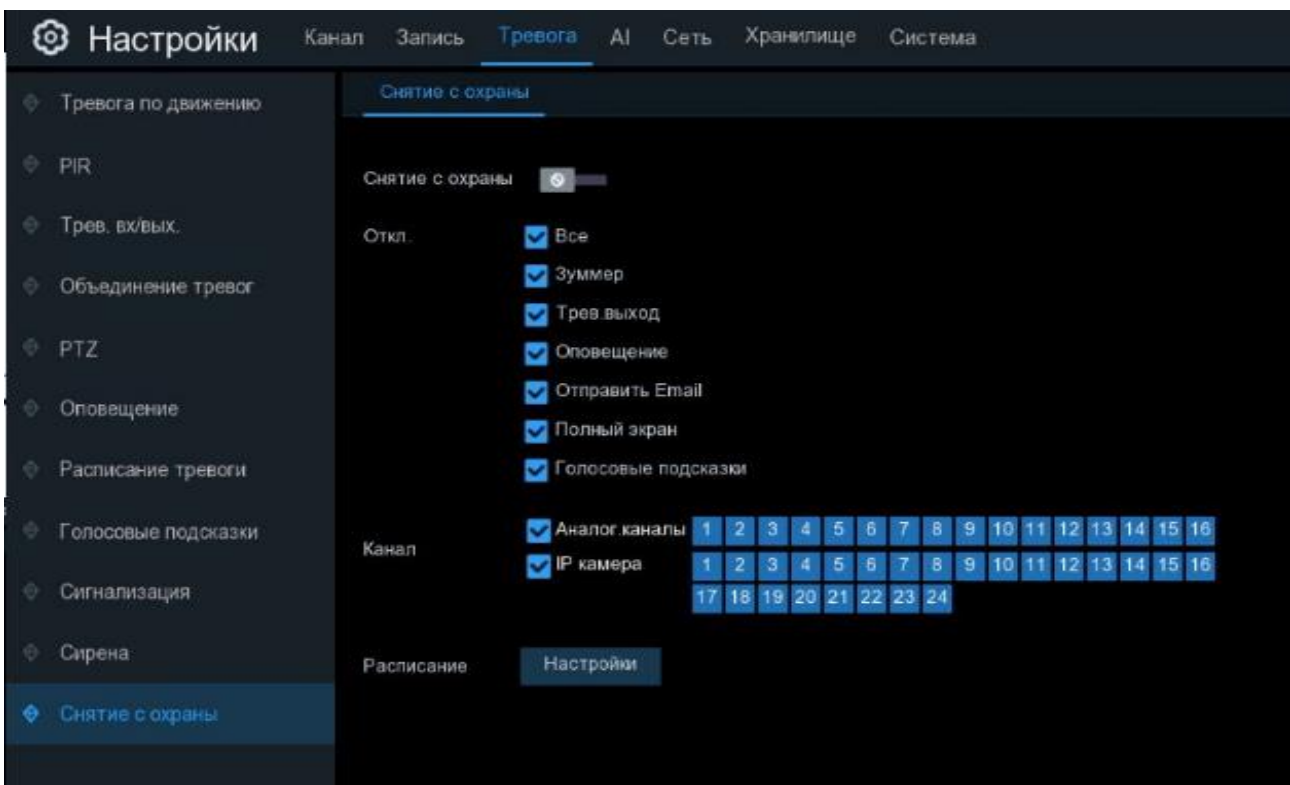 Настройки
Канал Запись Тревога AI Сеть Хранилище Система
Тревога по движению
PIR
Трев. вх/вых.
Объединение тревог
PTZ
Оповещение
Расписание тревоги
Голосовые подсказки
Сигнализация
Сирена
Снятие с охраны
Снятие с охраны
Снятие с охраны
Откл.
Все
Зуммер
Трев.выход
Оповещение
Отправить Email
Полный экран
Голосовые подсказки
Канал
Аналог.каналы 1 2 3 4 5 6 7 8 9 10 11 12 13 14 15 16
IP камера 1 2 3 4 5 6 7 8 9 10 11 12 13 14 15 16
17 18 19 20 21 22 23 24
Расписание Настройки